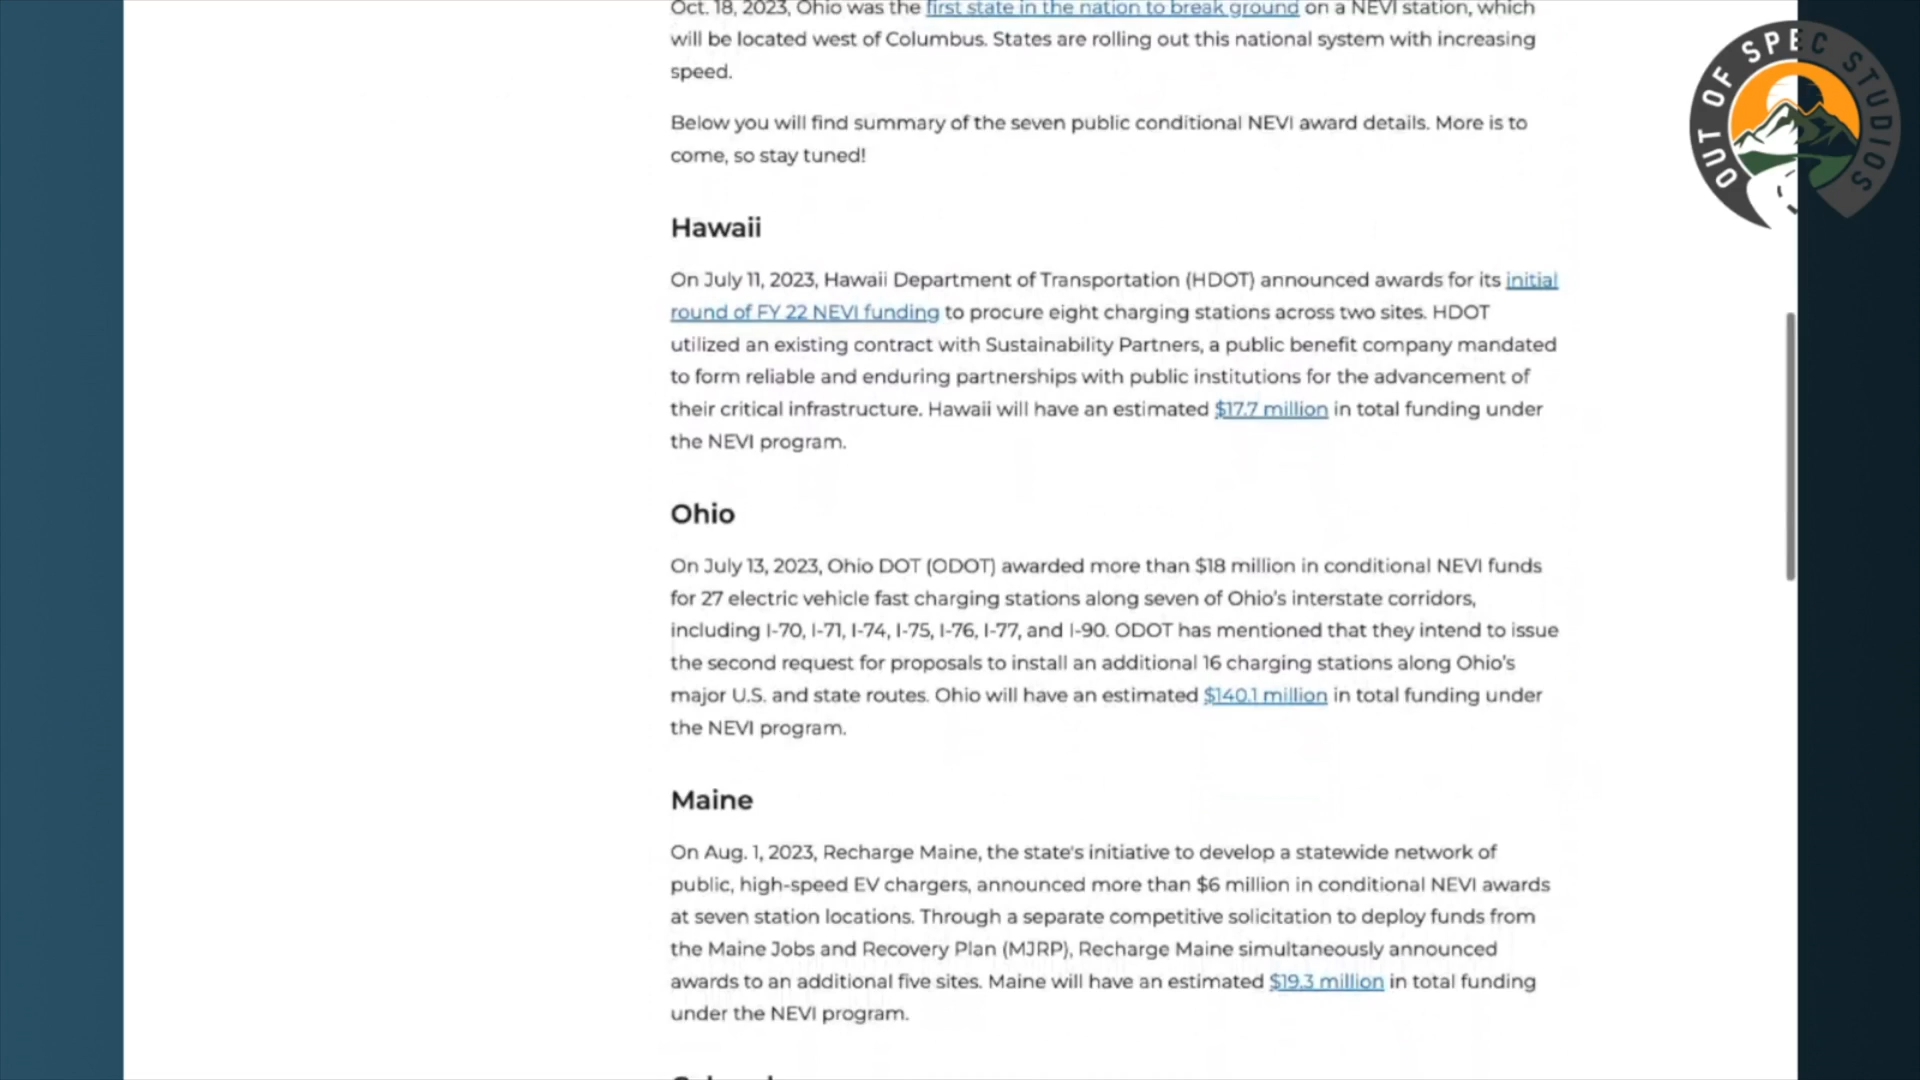 Oct. 18, 2023, Ohio was the first state in the nation to break ground on a NEVI station, which
will be located west of Columbus. States are rolling out this national system with increasing
speed.
Below you will find summary of the seven public conditional NEVI award details. More is to
come, so stay tuned!
Hawaii
On July 11, 2023, Hawaii Department of Transportation (HDOT) announced awards for its initial
round of FY 22 NEVI funding to procure eight charging stations across two sites. HDOT
utilized an existing contract with Sustainability Partners, a public benefit company mandated
to form reliable and enduring partnerships with public institutions for the advancement of
their critical infrastructure. Hawaii will have an estimated $17.7 million in total funding under
the NEVI program.
Ohio
On July 13, 2023, Ohio DOT (ODOT) awarded more than $18 million in conditional NEVI funds
for 27 electric vehicle fast charging stations along seven of Ohio's interstate corridors,
including I-70, I-71, I-74, I-75, I-76, I-77, and I-90. ODOT has mentioned that they intend to issue
the second request for proposals to install an additional 16 charging stations along Ohio's
major U.S. and state routes. Ohio will have an estimated $140.1 million in total funding under
the NEVI program.
Maine
On Aug. 1, 2023, Recharge Maine, the state's initiative to develop a statewide network of
public, high-speed EV chargers, announced more than $6 million in conditional NEVI awards
at seven station locations. Through a separate competitive solicitation to deploy funds from
the Maine Jobs and Recovery Plan (MJRP), Recharge Maine simultaneously announced
awards to an additional five sites. Maine will have an estimated $19.3 million in total funding
under the NEVI program.
OUT OF SPEC STUDIOS